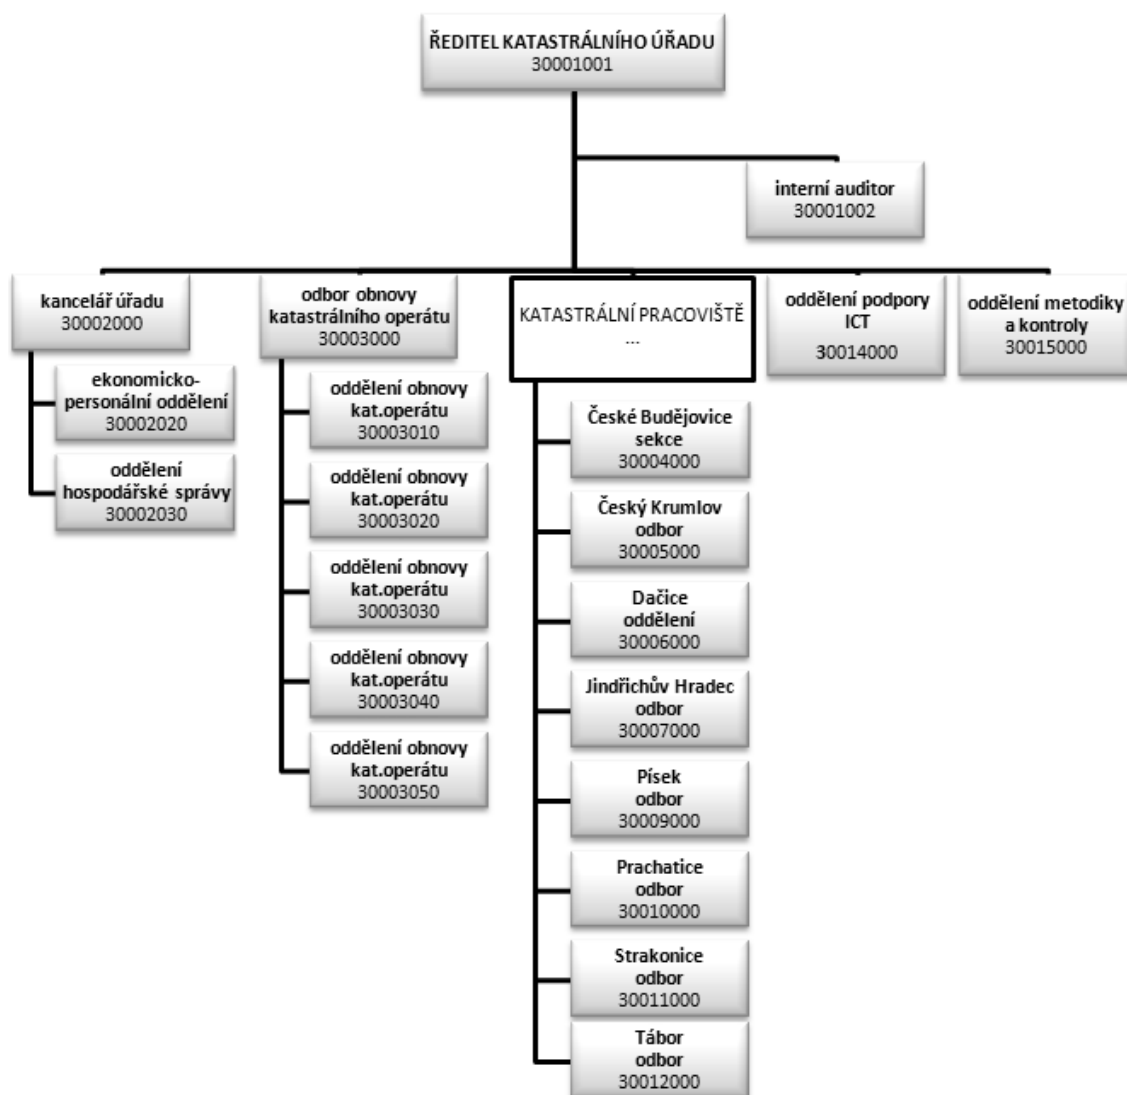 ŘEDITEL KATASTRÁLNÍHO ÚŘADU
30001001
interní auditor
30001002
kancelář úřadu
30002000
ekonomicko-
personální oddělení
30002020
oddělení
hospodářské správy
30002030
odbor obnovy
katastrálního operátu
30003000
oddělení obnovy
kat.operátu
30003010
oddělení obnovy
kat.operátu
30003020
oddělení obnovy
kat.operátu
30003030
oddělení obnovy
kat.operátu
30003040
oddělení obnovy
kat.operátu
30003050
KATASTRÁLNÍ PRACOVIŠTĚ
...
České Budějovice
sekce
30004000
Český Krumlov
odbor
30005000
Dačice
oddělení
30006000
Jindřichův Hradec
odbor
30007000
Písek
odbor
30009000
Prachatice
odbor
30010000
Strakonice
odbor
30011000
Tábor
odbor
30012000
oddělení podpory
ICT
30014000
oddělení metodiky
a kontroly
30015000